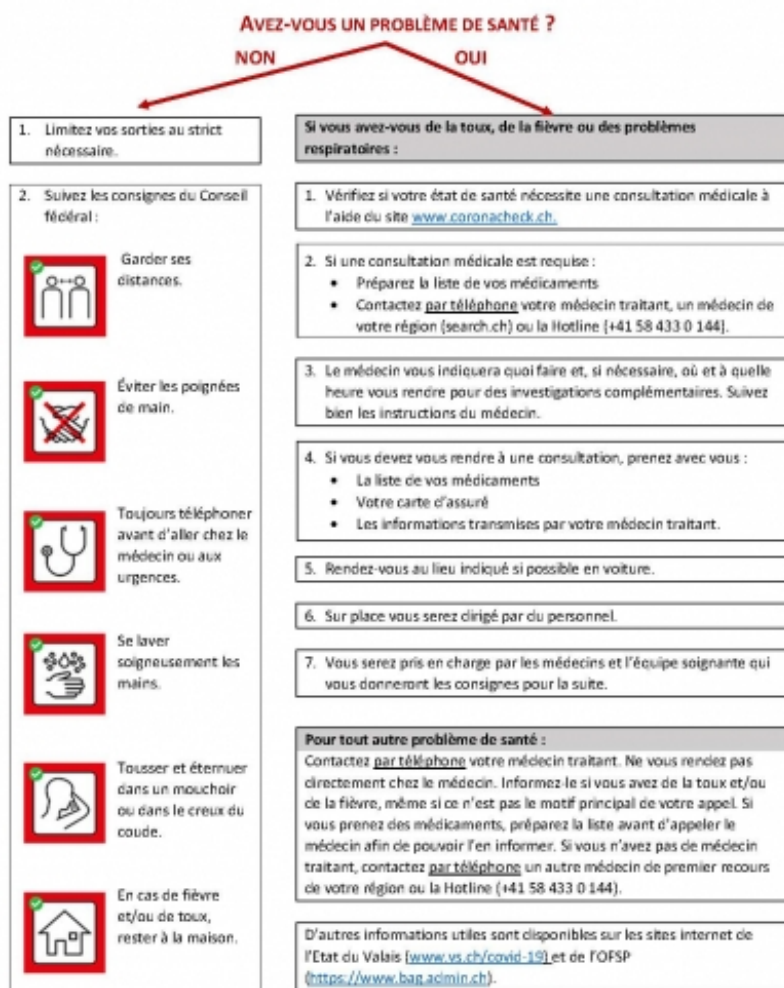 AVEZ-VOUS UN PROBLÈME DE SANTÉ ?
NON
OUI
1. Limitez vos sorties au strict
nécessaire.
2. Suivez les consignes du Conseil
fédéral :
Garder ses
distances.
Éviter les poignées
de main.
Toujours téléphoner
avant d'aller chez le
médecin ou aux
urgences.
Se laver
soigneusement les
mains.
Tousser et éternuer
dans un mouchoir
ou dans le creux du
coude.
En cas de fièvre
et/ou de toux,
rester à la maison.
Si vous avez-vous de la toux, de la fièvre ou des problèmes
respiratoires :
1. Vérifiez si votre état de santé nécessite une consultation médicale à
l'aide du site www.coronacheck.ch.
2. Si une consultation médicale est requise :
• Préparez la liste de vos médicaments
• Contactez par téléphone votre médecin traitant, un médecin de
votre région (search.ch) ou la Hotline (+41 58 433 0 144).
3. Le médecin vous indiquera quoi faire et, si nécessaire, où et à quelle
heure vous rendre pour des investigations complémentaires. Suivez
bien les instructions du médecin.
4. Si vous devez vous rendre à une consultation, prenez avec vous :
• La liste de vos médicaments
• Votre carte d'assuré
• Les informations transmises par votre médecin traitant.
5. Rendez-vous au lieu indiqué si possible en voiture.
6. Sur place vous serez dirigé par du personnel.
7. Vous serez pris en charge par les médecins et l'équipe soignante qui
vous donneront les consignes pour la suite.
Pour tout autre problème de santé :
Contactez par téléphone votre médecin traitant. Ne vous rendez pas
directement chez le médecin. Informez-le si vous avez de la toux et/ou
de la fièvre, même si ce n'est pas le motif principal de votre appel. Si
vous prenez des médicaments, préparez la liste avant d'appeler le
médecin afin de pouvoir l'en informer. Si vous n'avez pas de médecin
traitant, contactez par téléphone un autre médecin de premier recours
de votre région ou la Hotline (+41 58 433 0 144).
D'autres informations utiles sont disponibles sur les sites internet de
l'Etat du Valais (www.vs.ch/covid-19) et de l'OFSP
(https://www.bag.admin.ch).